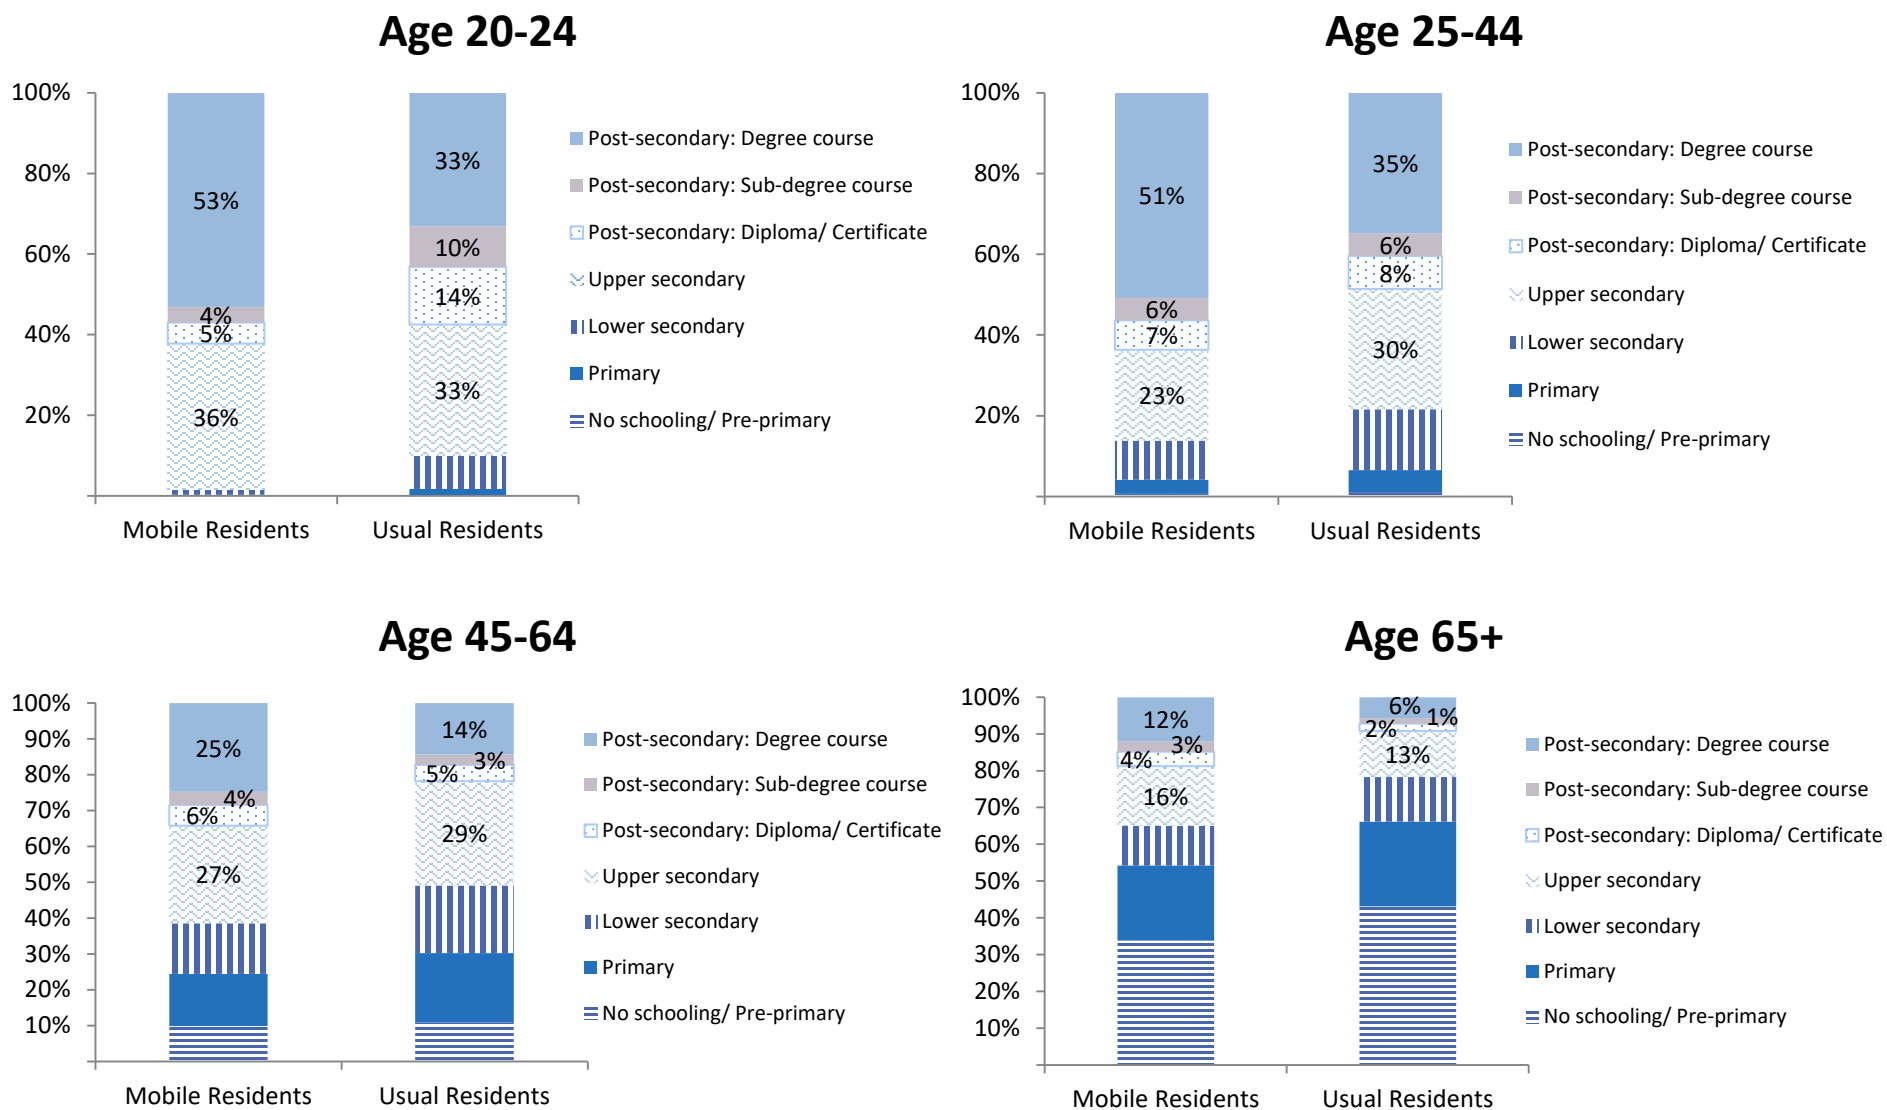 Age 20-24
100%
80%
60%
40%
20%
53%
4%
5%
36%
33%
10%
14%
33%
Mobile Residents
Usual Residents
Post-secondary: Degree course
Post-secondary: Sub-degree course
Post-secondary: Diploma/ Certificate
Upper secondary
Lower secondary
Primary
No schooling/ Pre-primary
Age 25-44
100%
80%
60%
40%
20%
51%
6%
7%
23%
35%
6%
8%
30%
Mobile Residents
Usual Residents
Post-secondary: Degree course
Post-secondary: Sub-degree course
Post-secondary: Diploma/ Certificate
Upper secondary
Lower secondary
Primary
No schooling/ Pre-primary
Age 45-64
100%
90%
80%
70%
60%
50%
40%
30%
20%
10%
25%
4%
6%
27%
14%
3%
5%
29%
Mobile Residents
Usual Residents
Post-secondary: Degree course
Post-secondary: Sub-degree course
Post-secondary: Diploma/ Certificate
Upper secondary
Lower secondary
Primary
No schooling/ Pre-primary
Age 65+
100%
90%
80%
70%
60%
50%
40%
30%
20%
10%
12%
3%
4%
16%
6%
1%
2%
13%
Mobile Residents
Usual Residents
Post-secondary: Degree course
Post-secondary: Sub-degree course
Post-secondary: Diploma/ Certificate
Upper secondary
Lower secondary
Primary
No schooling/ Pre-primary